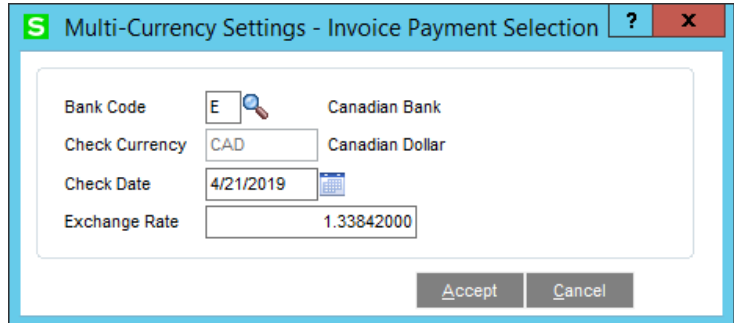 S Multi-Currency Settings - Invoice Payment Selection ? x
Bank Code E Canadian Bank
Check Currency CAD Canadian Dollar
Check Date 4/21/2019
Exchange Rate 1.33842000
Accept Cancel